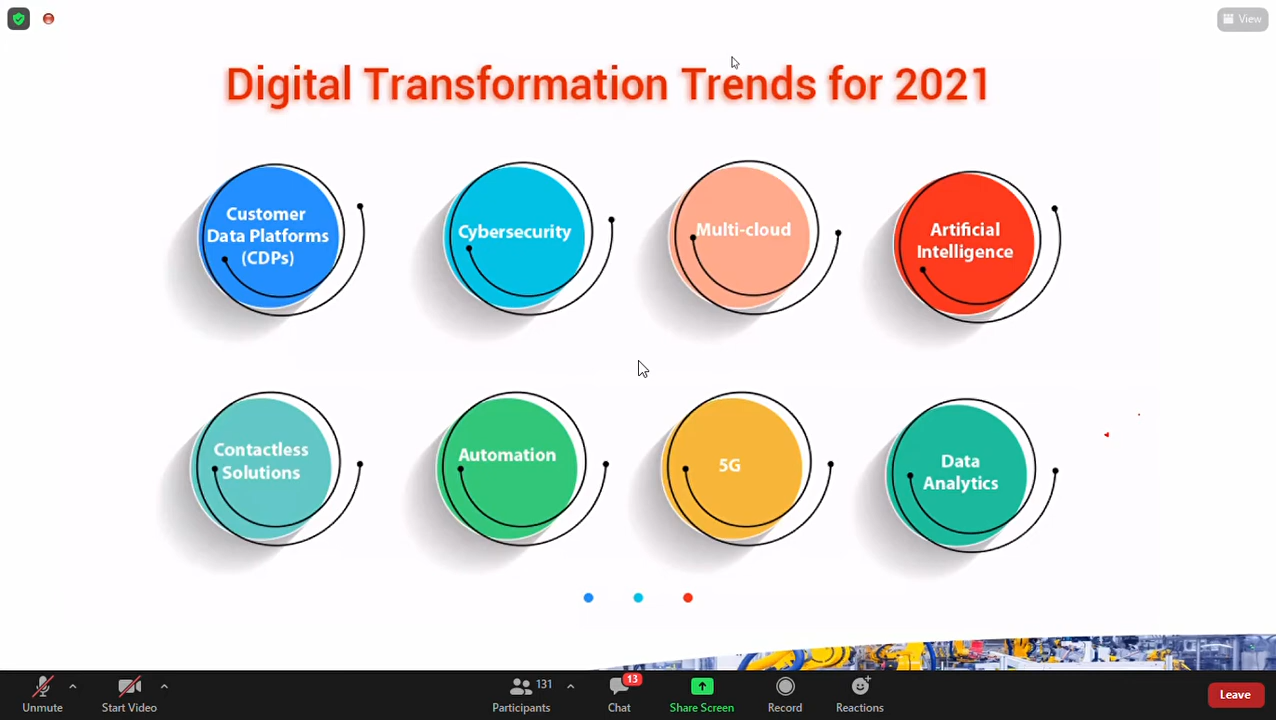 View
Digital Transformation Trends for 2021
Customer
Data Platforms
(CDPs)
Cybersecurity
Multi-cloud
Artificial
Intelligence
Contactless
Solutions
Automation
5G
Data
Analytics
Unmute
Start Video
131
Participants
13
Chat
Share Screen
Record
Reactions
Leave